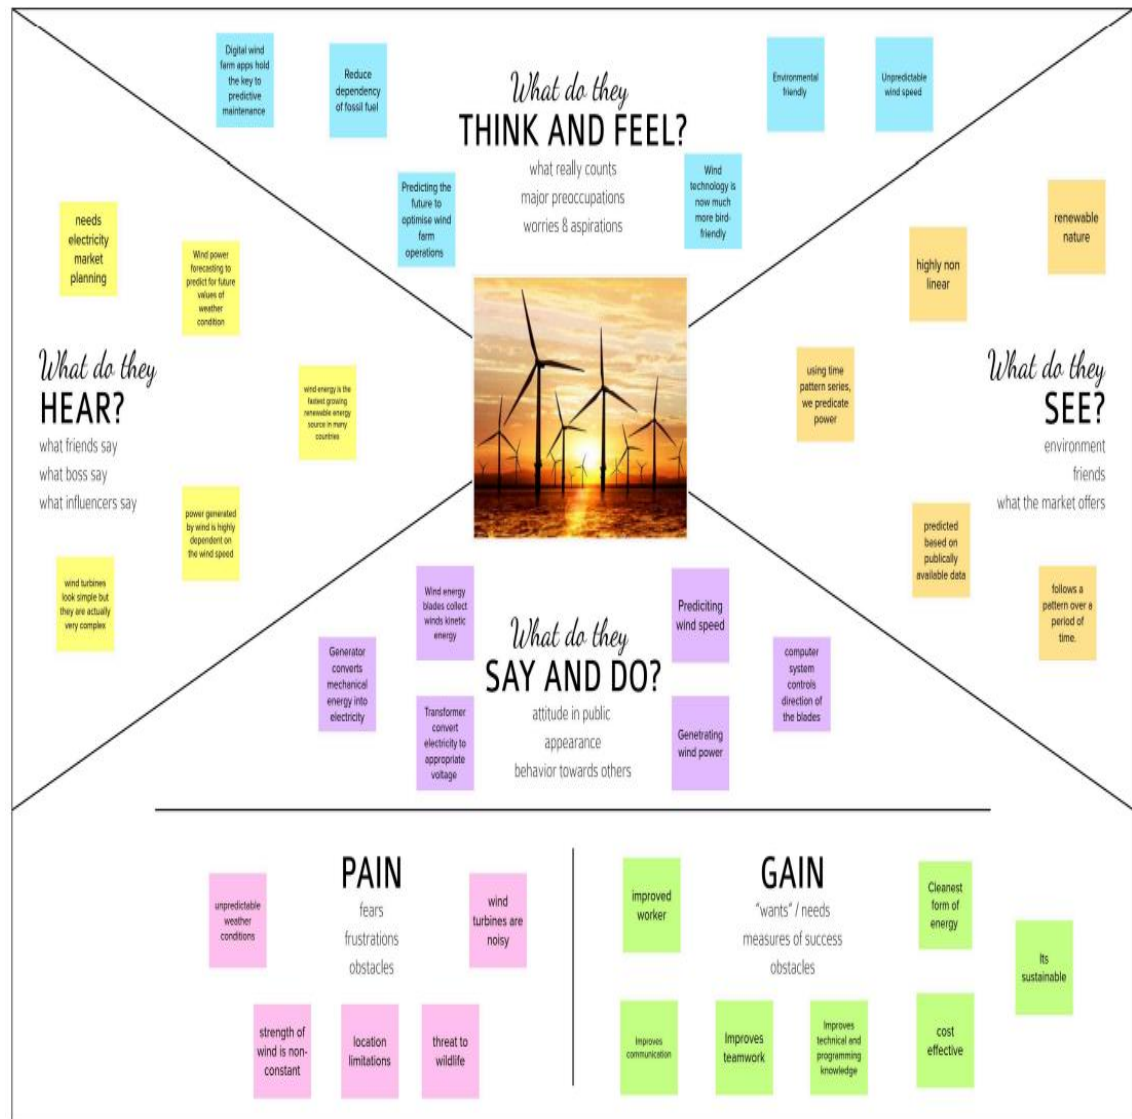 Digital wind
farm apps hold
the key to
predictive
maintenance
Reduce
dependency
of fossil fuel
What do they
THINK AND FEEL?
what really counts
major preoccupations
worries & aspirations
Environmental
friendly
Unpredictable
wind speed
Predicting the
future to
optimise wind
farm
operations
Wind
technology is
now much
more bird-
friendly
needs
electricity
market
planning
Wind power
forecasting to
predict for future
values of
weather
condition
What do they
HEAR?
what friends say
what boss say
what influencers say
wind energy is the
fastest growing
renewable energy
source in many
countries
power generated
by wind is highly
dependent on
the wind speed
wind turbines
look simple but
they are actually
very complex
renewable
nature
highly non
linear
using time
pattern series,
we predicate
power
What do they
SEE?
environment
friends
what the market offers
predicted
based on
publically
available data
follows a
pattern over a
period of
time.
Wind energy
blades collect
winds kinetic
energy
Generator
converts
mechanical
energy into
electricity
Transformer
convert
electricity to
appropriate
voltage
What do they
SAY AND DO?
attitude in public
appearance
behavior towards others
Prediciting
wind speed
Genetrating
wind power
computer
system
controls
direction of
the blades
PAIN
fears
frustrations
obstacles
unpredictable
weather
conditions
wind
turbines are
noisy
strength of
wind is non-
constant
location
limitations
threat to
wildlife
GAIN
"wants" / needs
measures of success
obstacles
improved
worker
Cleanest
form of
energy
Its
sustainable
Improves
communication
Improves
teamwork
Improves
technical and
programming
knowledge
cost
effective